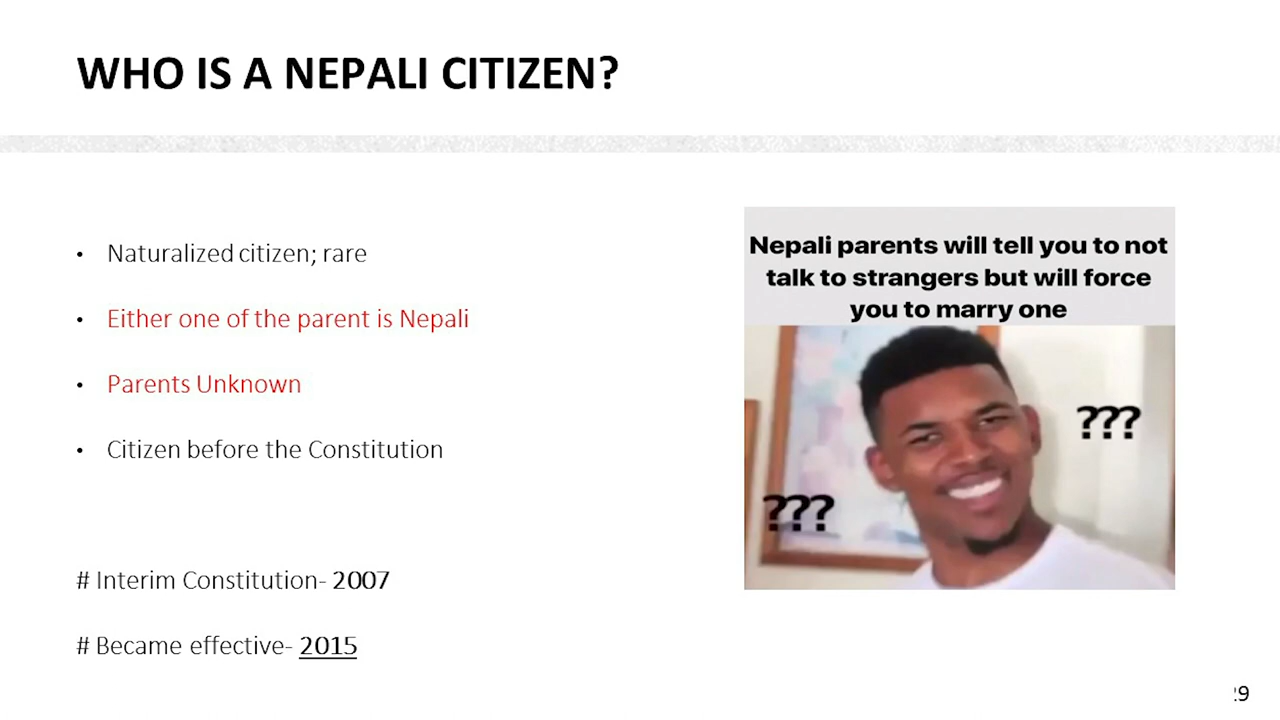 WHO IS A NEPALI CITIZEN?
• Naturalized citizen; rare
• Either one of the parent is Nepali
• Parents Unknown
• Citizen before the Constitution
# Interim Constitution- 2007
# Became effective- 2015
Nepali parents will tell you to not
talk to strangers but will force
you to marry one
???
???
29